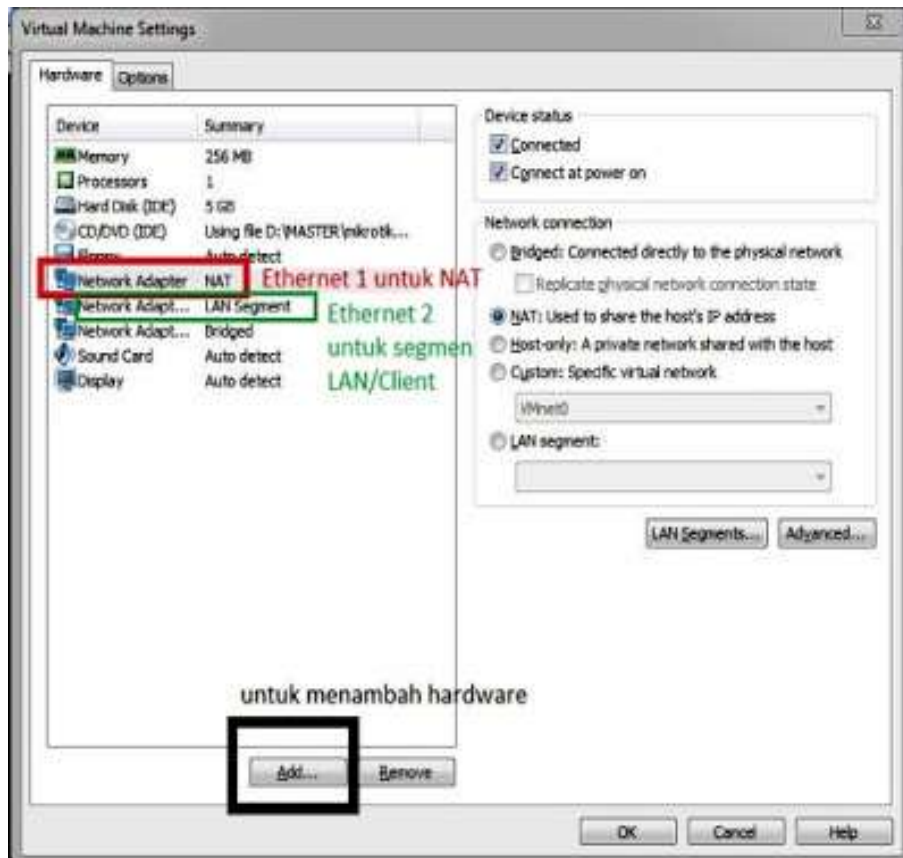 Virtual Machine Settings
Hardware Options
Device Summary
Memory 256 MB
Processors 1
Hard Disk (IDE) 5 GB
CD/DVD (IDE) Using file D:\MASTER\mikrotik...
Floppy Auto detect
Network Adapter NAT Ethernet 1 untuk NAT
Network Adapt... LAN Segment
Ethernet 2
Network Adapt... Bridged
untuk segmen
Sound Card Auto detect
LAN/Client
Display Auto detect
untuk menambah hardware
Add... Remove
Device status
Connected
Connect at power on
Network connection
Bridged: Connected directly to the physical network
Replicate physical network connection state
NAT: Used to share the host's IP address
Host-only: A private network shared with the host
Custom: Specific virtual network
VMnet0
LAN segment:
LAN Segments... Advanced...
OK Cancel Help